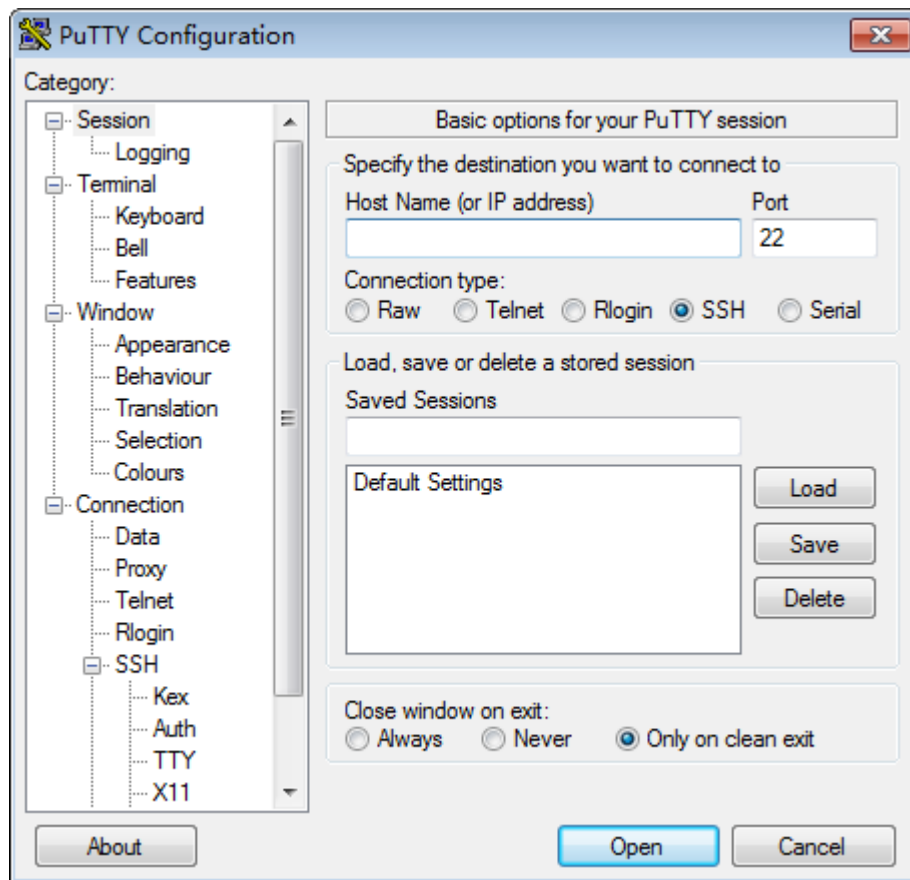 PuTTY Configuration
Category:
Session
Logging
Terminal
Keyboard
Bell
Features
Window
Appearance
Behaviour
Translation
Selection
Colours
Connection
Data
Proxy
Telnet
Rlogin
SSH
Kex
Auth
TTY
X11
Basic options for your PuTTY session
Specify the destination you want to connect to
Host Name (or IP address) Port
22
Connection type:
Raw Telnet Rlogin SSH Serial
Load, save or delete a stored session
Saved Sessions
Default Settings
Load
Save
Delete
Close window on exit:
Always Never Only on clean exit
About Open Cancel